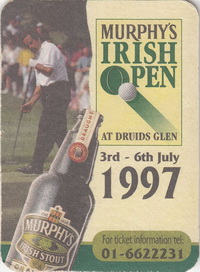 MURPHY'S
IRISH
OPEN
AT DRUIDS GLEN
3rd - 6th July
1997
DRAUGHT
MURPHY'S
IRISH STOUT
For ticket information tel:
01-6622231